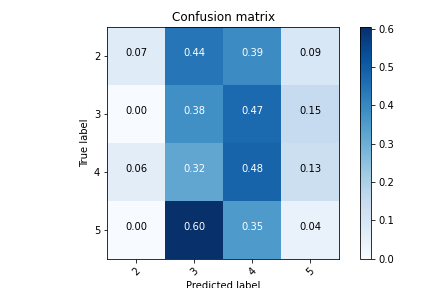 Confusion matrix
True label
2 0.07 0.44 0.39 0.09
3 0.00 0.38 0.47 0.15
4 0.06 0.32 0.48 0.13
5 0.00 0.60 0.35 0.04
2 3 4 5
Predicted label
0.6
0.5
0.4
0.3
0.2
0.1
0.0